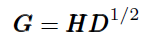 G = HD^{1/2}